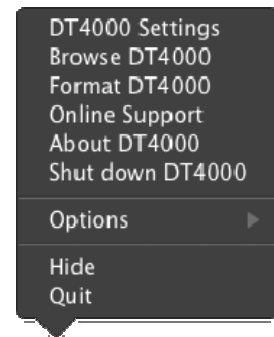 DT4000 Settings
Browse DT4000
Format DT4000
Online Support
About DT4000
Shut down DT4000
Options
Hide
Quit